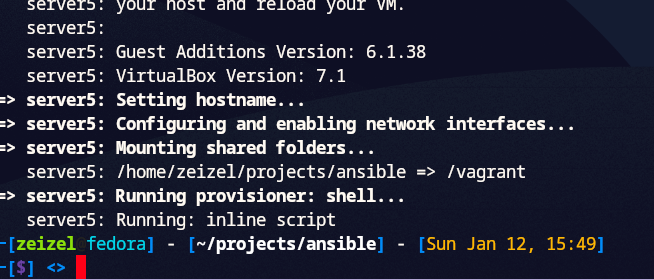 server5: your host and reload your VM.
server5:
server5: Guest Additions Version: 6.1.38
server5: VirtualBox Version: 7.1
=> server5: Setting hostname...
=> server5: Configuring and enabling network interfaces...
=> server5: Mounting shared folders...
server5: /home/zeizel/projects/ansible => /vagrant
=> server5: Running provisioner: shell...
server5: Running: inline script
─[zeizel fedora] - [~/projects/ansible] - [Sun Jan 12, 15:49]
─[$] <>